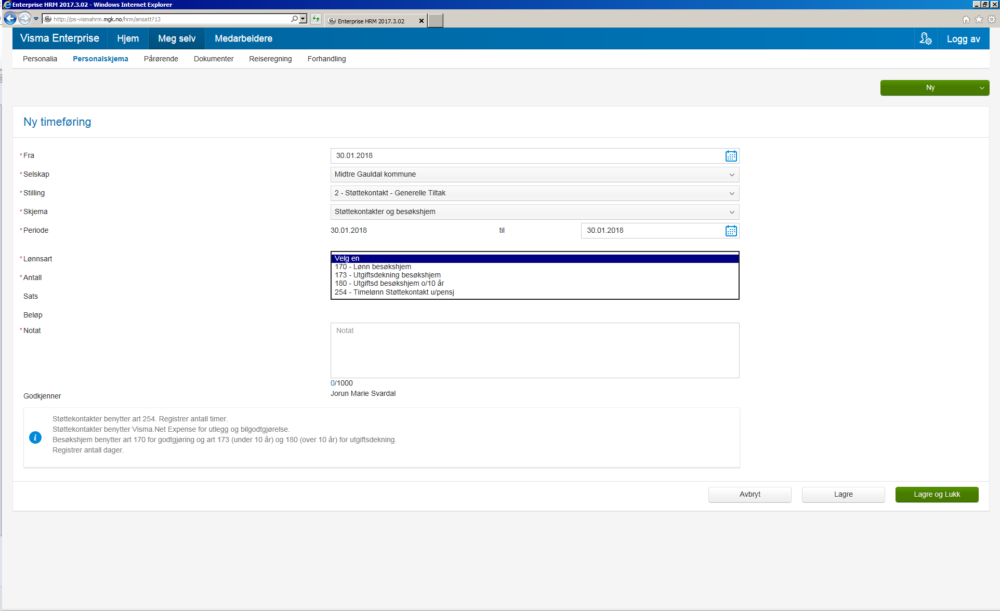 Enterprise HRM 2017.3.02 - Windows Internet Explorer
http://ps-vismahrm.mgk.no/hrm/ansatt?13
Enterprise HRM 2017.3.02
Visma Enterprise Hjem Meg selv Medarbeidere Logg av
Personalia Personalskjema Pårørende Dokumenter Reiseregning Forhandling
Ny
Ny timeføring
*Fra 30.01.2018
*Selskap Midtre Gauldal kommune
*Stilling 2 - Støttekontakt - Generelle Tiltak
*Skjema Støttekontakter og besøkshjem
*Periode 30.01.2018 til 30.01.2018
*Lønnsart Velg en
170 - Lønn besøkshjem
173 - Utgiftsdekning besøkshjem
*Antall
180 - Utgiftsd besøkshjem o/10 år
254 - Timelønn Støttekontakt u/pensj
Sats
Beløp
*Notat Notat
0/1000
Godkjenner Jorun Marie Svardal
Støttekontakter benytter art 254. Registrer antall timer.
Støttekontakter benytter Visma.Net Expense for utlegg og bilgodtgjørelse.
Besøkshjem benytter art 170 for godtgjøring og art 173 (under 10 år) og 180 (over 10 år) for utgiftsdekning.
Registrer antall dager.
Avbryt Lagre Lagre og Lukk